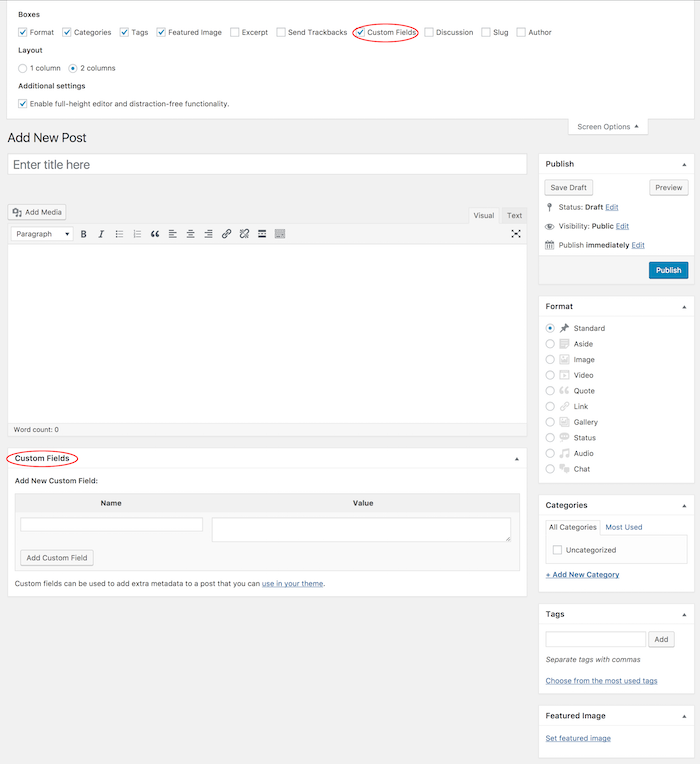 Boxes
Format Categories Tags Featured Image Excerpt Send Trackbacks Custom Fields Discussion Slug Author
Layout
1 column 2 columns
Additional settings
Enable full-height editor and distraction-free functionality.
Screen Options
Add New Post
Enter title here
Add Media
Visual Text
Paragraph B I
Word count: 0
Custom Fields
Add New Custom Field:
Name Value
Add Custom Field
Custom fields can be used to add extra metadata to a post that you can use in your theme.
Publish
Save Draft Preview
Status: Draft Edit
Visibility: Public Edit
Publish immediately Edit
Publish
Format
Standard
Aside
Image
Video
Quote
Link
Gallery
Status
Audio
Chat
Categories
All Categories Most Used
Uncategorized
+ Add New Category
Tags
Add
Separate tags with commas
Choose from the most used tags
Featured Image
Set featured image